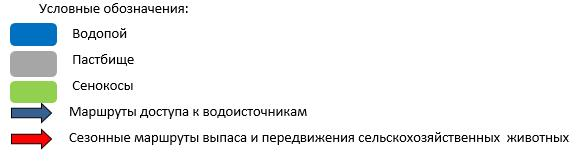 Условные обозначения:
Водопой
Пастбище
Сенокосы
Маршруты доступа к водоисточникам
Сезонные маршруты выпаса и передвижения сельскохозяйственных животных